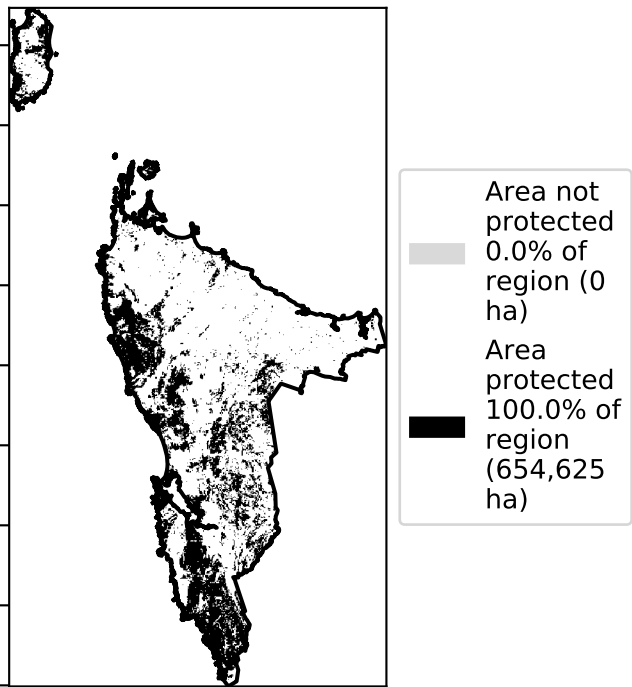 Area not
protected
0.0% of
region (0
ha)
Area
protected
100.0% of
region
(654,625
ha)